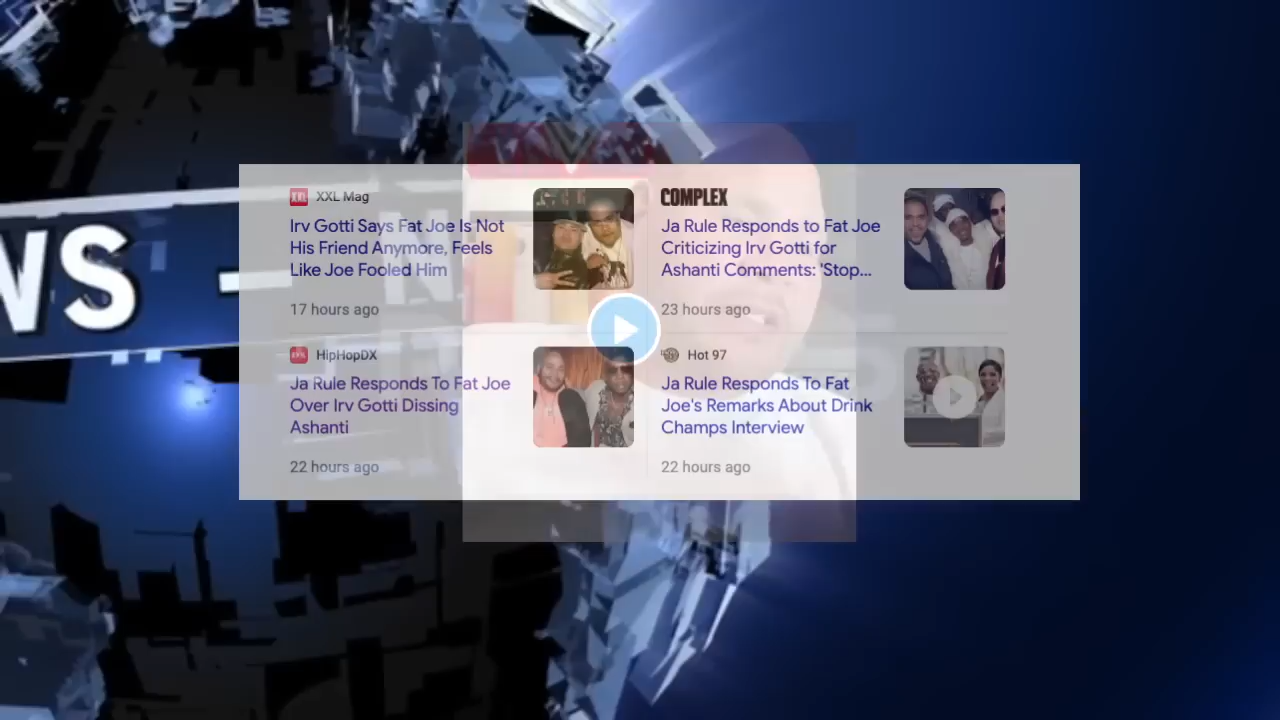 XXL Mag
Irv Gotti Says Fat Joe Is Not
His Friend Anymore, Feels
Like Joe Fooled Him
17 hours ago
COMPLEX
Ja Rule Responds to Fat Joe
Criticizing Irv Gotti for
Ashanti Comments: 'Stop...
23 hours ago
HipHopDX
Ja Rule Responds To Fat Joe
Over Irv Gotti Dissing
Ashanti
22 hours ago
Hot 97
Ja Rule Responds To Fat
Joe's Remarks About Drink
Champs Interview
22 hours ago
WS - N